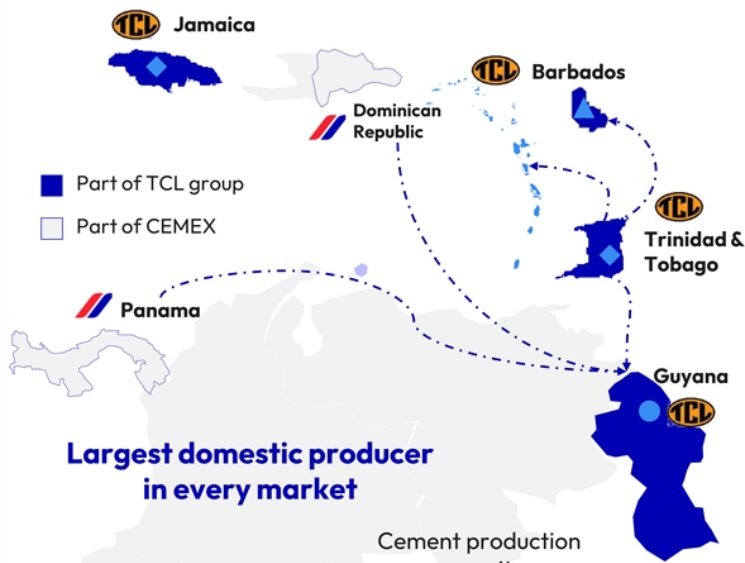 TCL
Jamaica
TCL
Barbados
Dominican
Republic
Part of TCL group
Part of CEMEX
TCL
Trinidad &
Tobago
Panama
Guyana
TCL
Largest domestic producer
in every market
Cement production